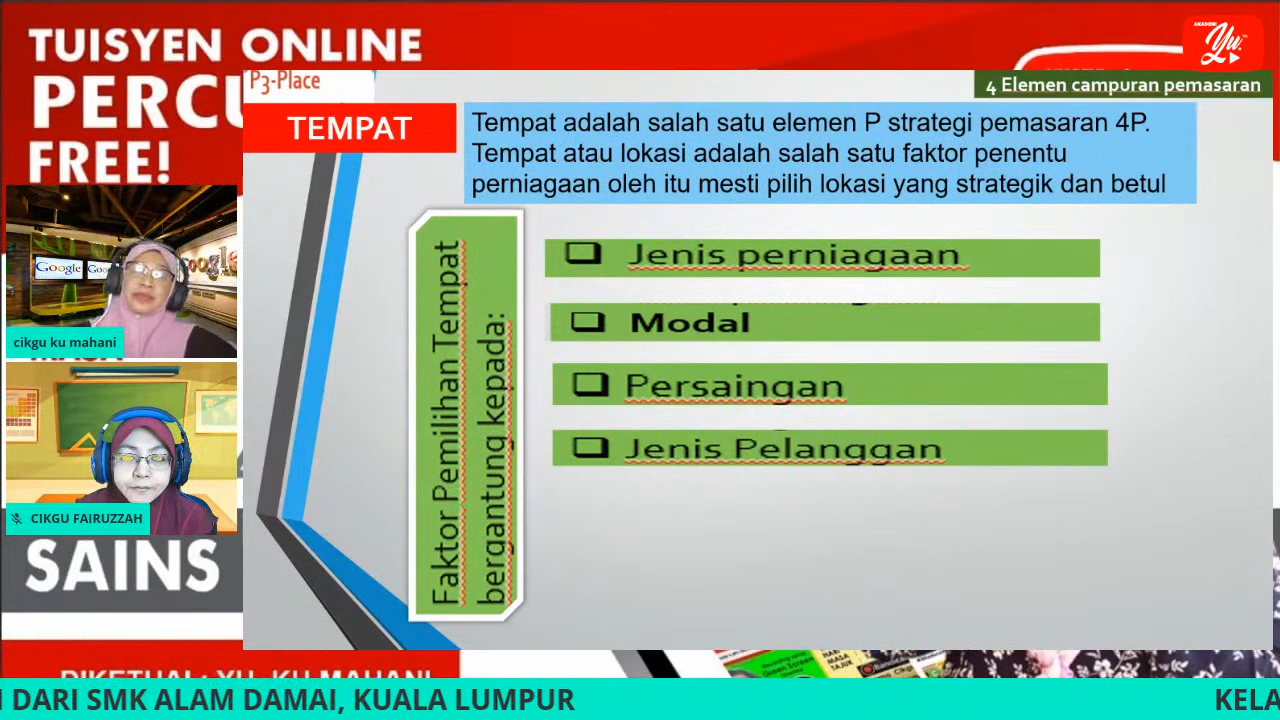 TUISYEN ONLINE
FREE!
AKADEMI
Yu.
P3-Place
4 Elemen campuran pemasaran
TEMPAT
Tempat adalah salah satu elemen P strategi pemasaran 4P.
Tempat atau lokasi adalah salah satu faktor penentu
perniagaan oleh itu mesti pilih lokasi yang strategik dan betul
Faktor Pemilihan Tempat
bergantung kepada:
Jenis perniagaan
Modal
Persaingan
Jenis Pelanggan
Google
cikgu ku mahani
CIKGU FAIRUZZAH
SAINS
DARI SMK ALAM DAMAI, KUALA LUMPUR